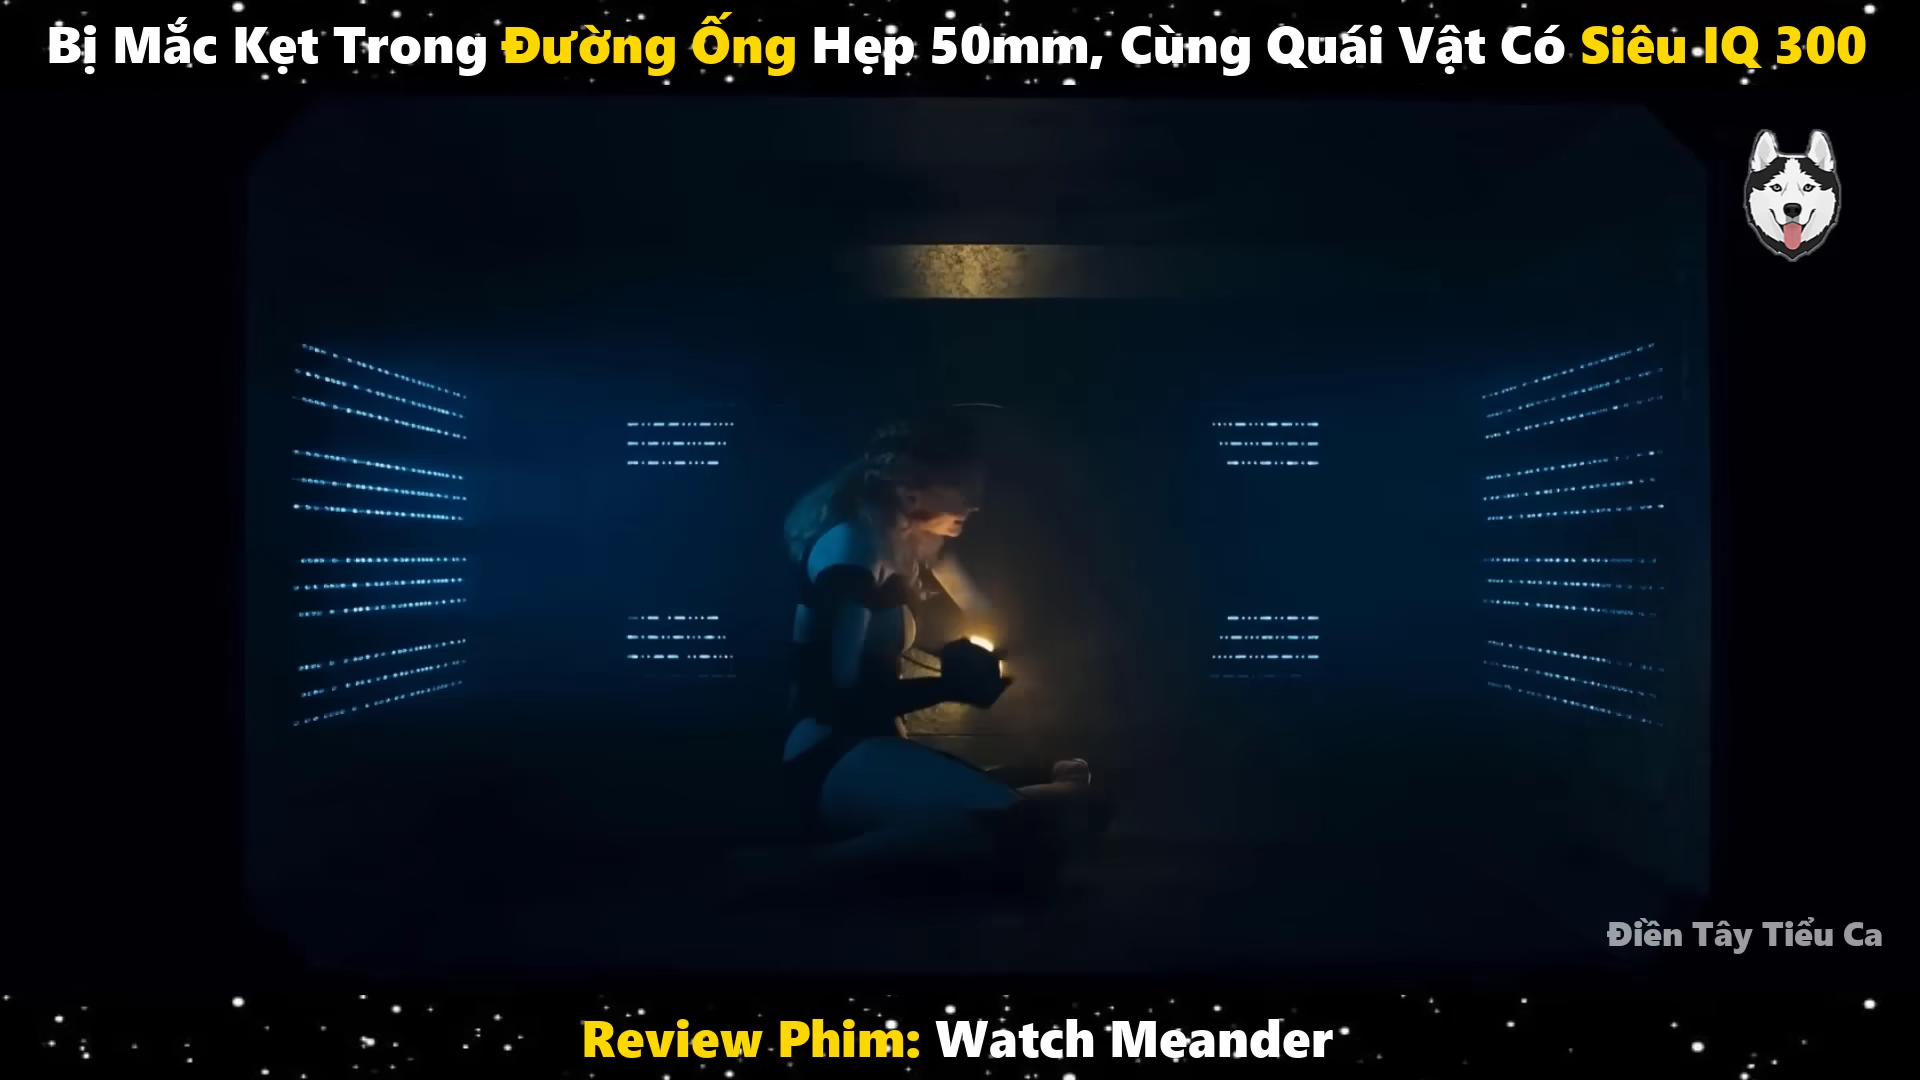 Bị Mắc Kẹt Trong Đường Ống Hẹp 50mm, Cùng Quái Vật Có Siêu IQ 300
Điền Tây Tiểu Ca
Review Phim: Watch Meander